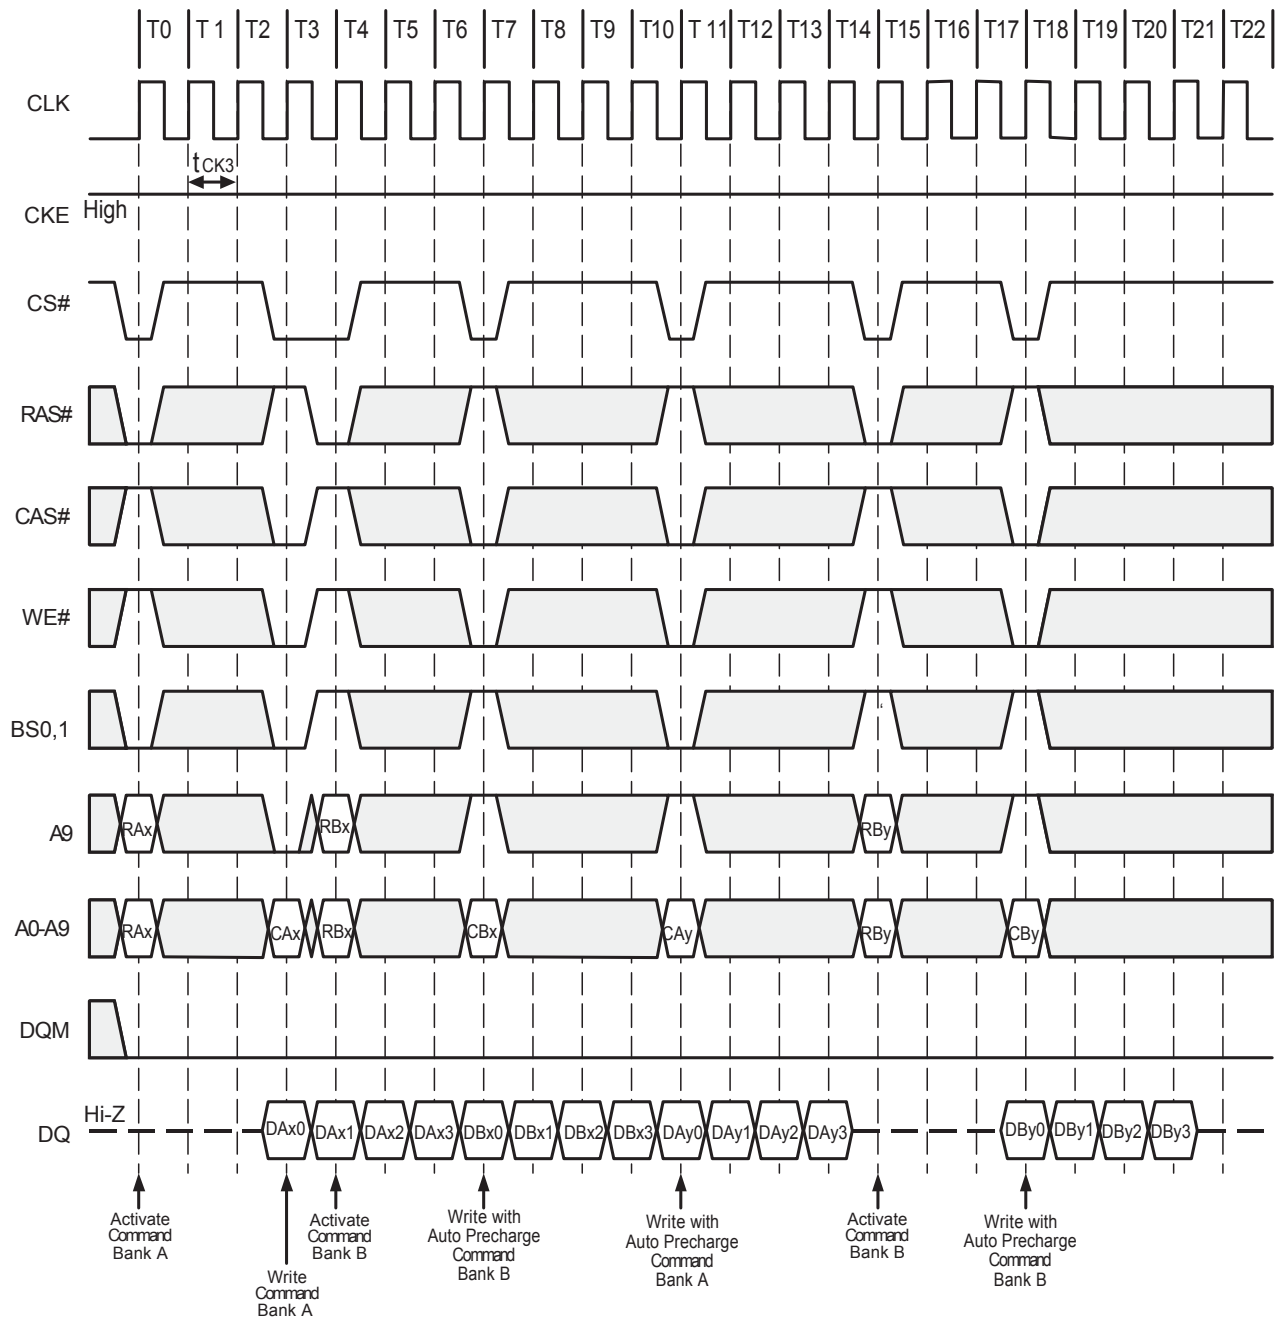 T0 T 1 T2 T3 T4 T5 T6 T7 T8 T9 T10 T 11 T12 T13 T14 T15 T16 T17 T18 T19 T20 T21 T22
CLK
tCK3
CKE High
CS#
RAS#
CAS#
WE#
BS0,1
A9 RAx RBx RBy
A0-A9 RAx CAx RBx CBx CAy RBy CBy
DQM
Hi-Z
DQ DAx0 DAx1 DAx2 DAx3 DBx0 DBx1 DBx2 DBx3 DAy0 DAy1 DAy2 DAy3 DBy0 DBy1 DBy2 DBy3
Activate
Command
Bank A
Write
Command
Bank A
Activate
Command
Bank B
Write with
Auto Precharge
Command
Bank B
Write with
Auto Precharge
Command
Bank A
Activate
Command
Bank B
Write with
Auto Precharge
Command
Bank B